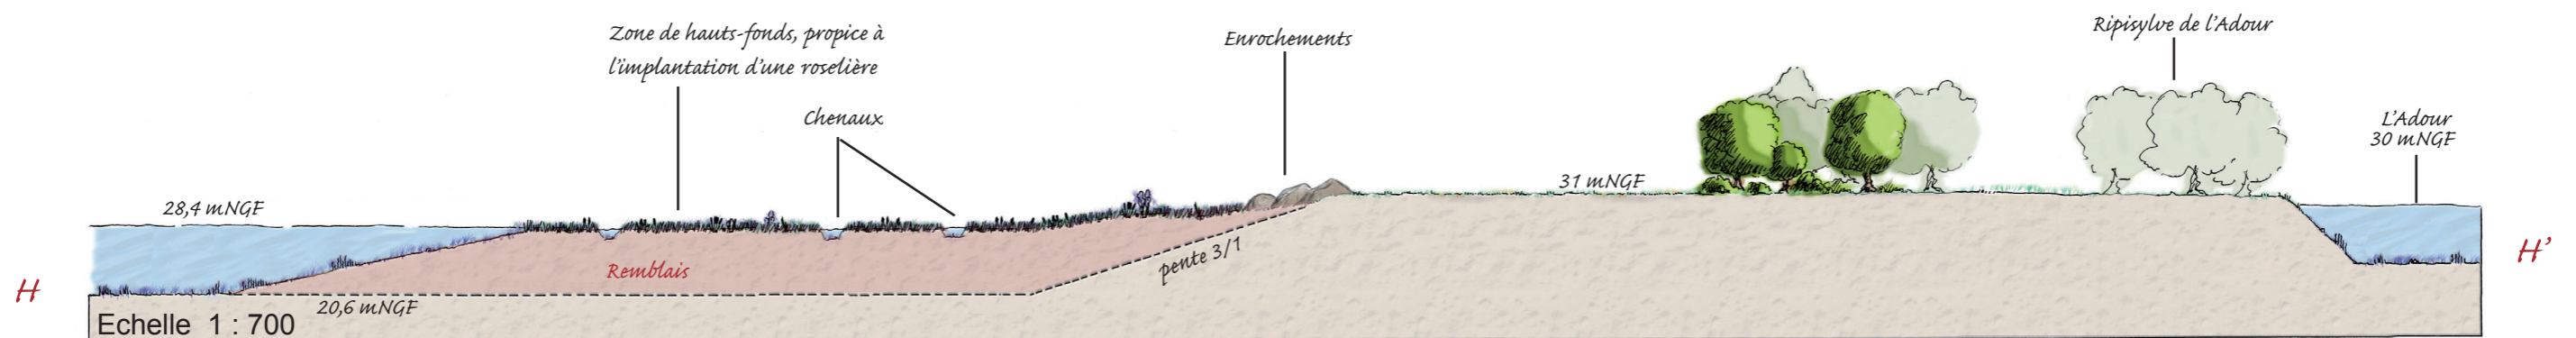 Zone de hauts-fonds, propice à
l'implantation d'une roselière
Chenaux
Enrochements
Ripisylve de l'Adour
L'Adour
30 mNGF
28,4 mNGF
31 mNGF
H
H'
Remblais
pente 3/1
20,6 mNGF
Echelle 1 : 700